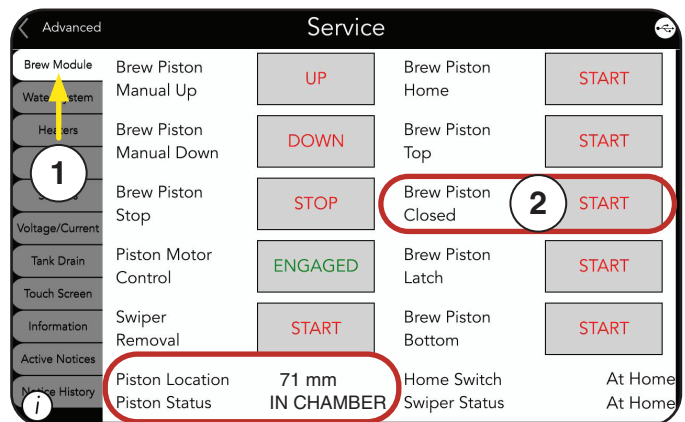 Advanced
Service
Brew Module
Heaters
Voltage/Current
Tank Drain
Touch Screen
Information
Active Notices
History
i
1
Brew Piston
Manual Up
UP
Brew Piston
Home
START
Brew Piston
Manual Down
DOWN
Brew Piston
Top
START
Brew Piston
Stop
STOP
Brew Piston
Closed
2
START
Piston Motor
Control
ENGAGED
Brew Piston
Latch
START
Swiper
Removal
START
Brew Piston
Bottom
START
Piston Location 71 mm
Piston Status IN CHAMBER
Home Switch At Home
Swiper Status At Home